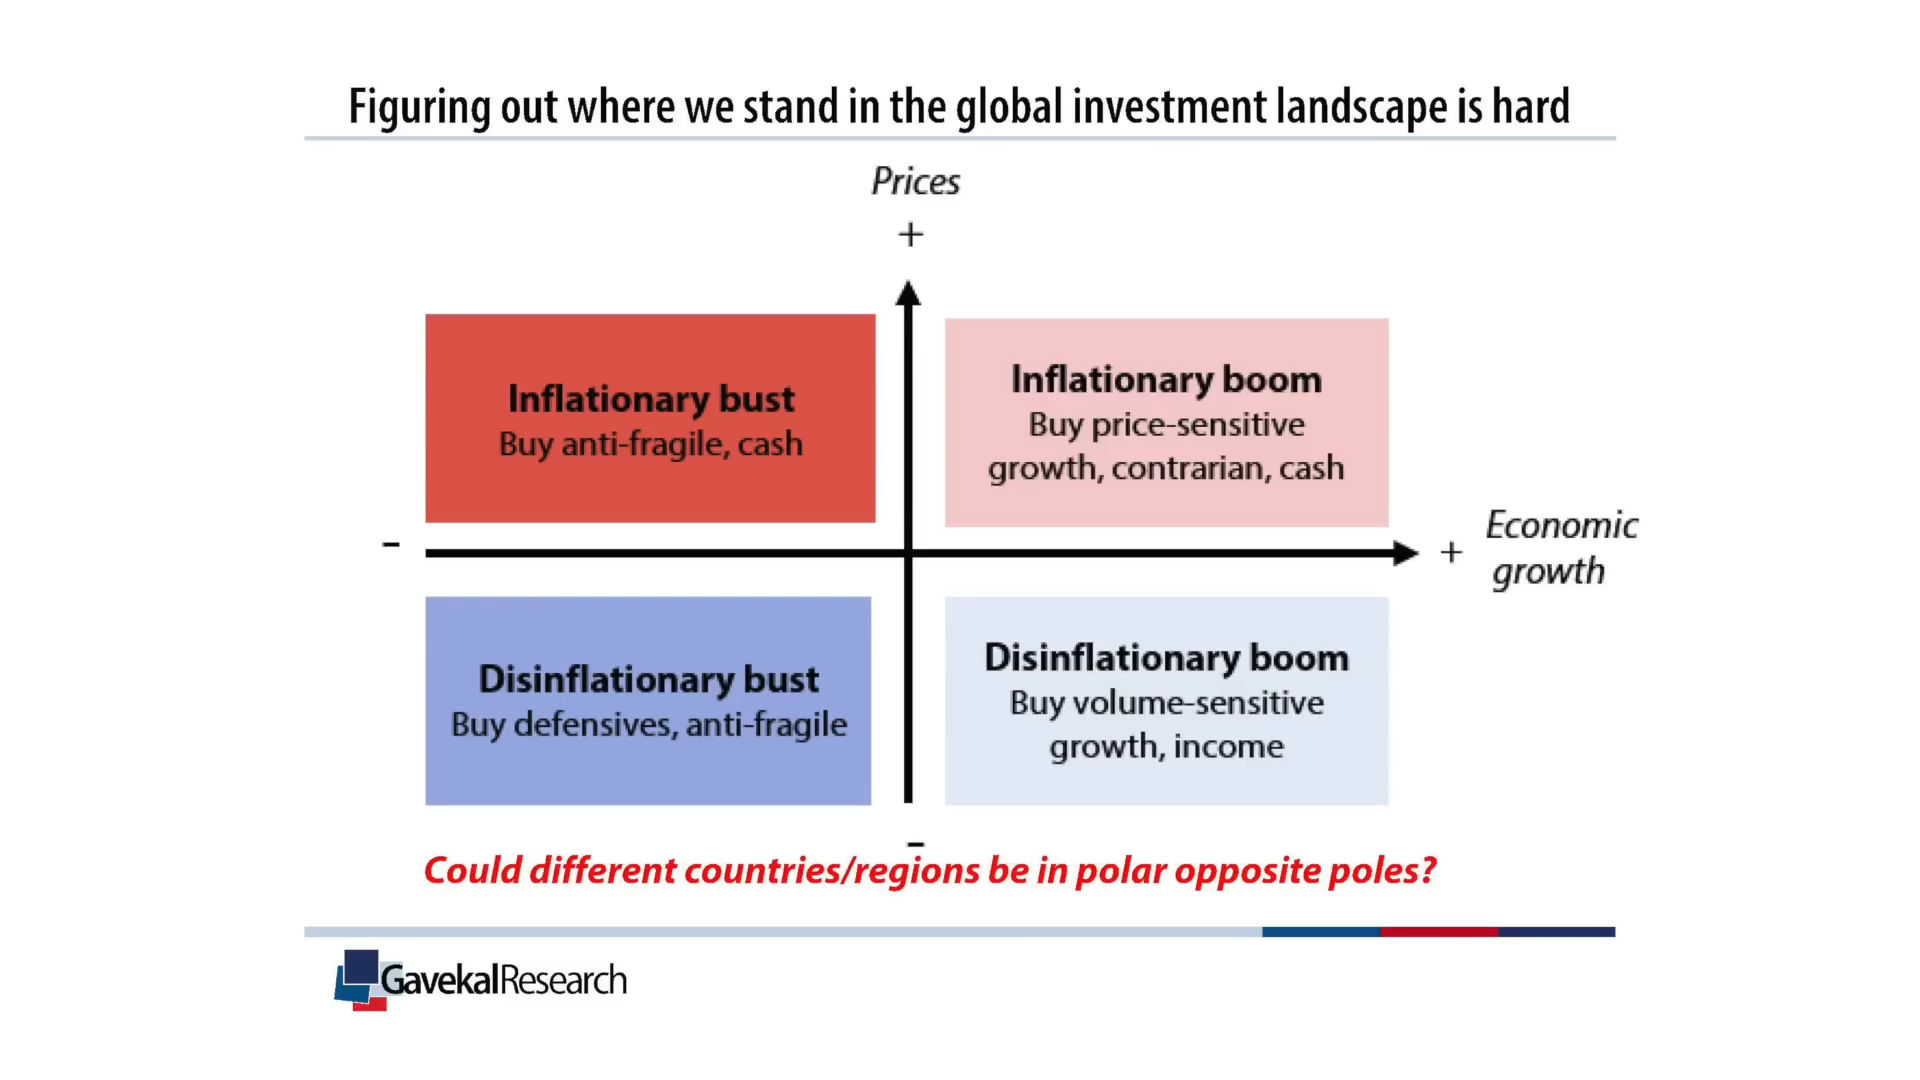 Figuring out where we stand in the global investment landscape is hard
Prices
+
Inflationary bust
Buy anti-fragile, cash
Inflationary boom
Buy price-sensitive
growth, contrarian, cash
-
+
Economic
growth
Disinflationary bust
Buy defensives, anti-fragile
Disinflationary boom
Buy volume-sensitive
growth, income
-
Could different countries/regions be in polar opposite poles?
GavekalResearch